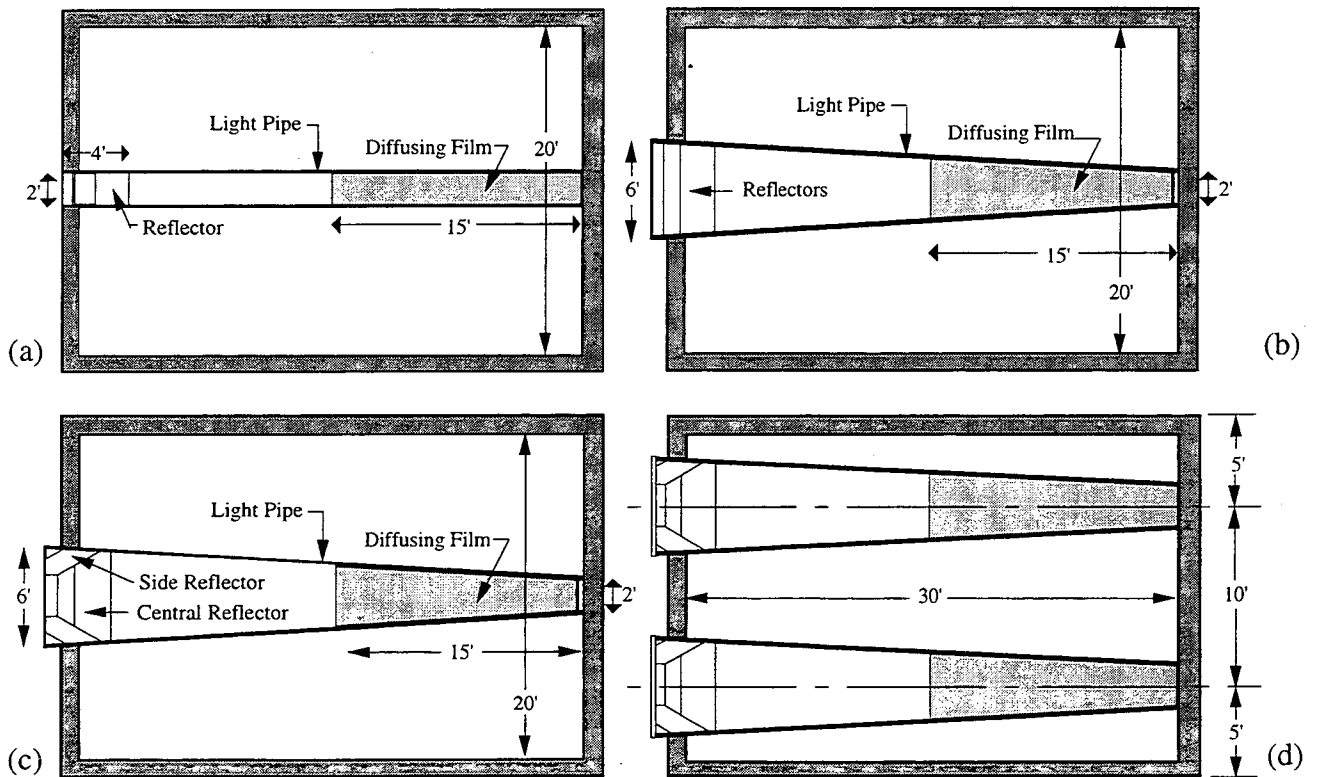 Light Pipe
Diffusing Film
20'
4'
2'
Reflector
15'
(a)
Light Pipe
Diffusing Film
6'
Reflectors
2'
15'
20'
(b)
Light Pipe
Diffusing Film
6'
Side Reflector
Central Reflector
2'
15'
20'
(c)
5'
30'
10'
5'
(d)